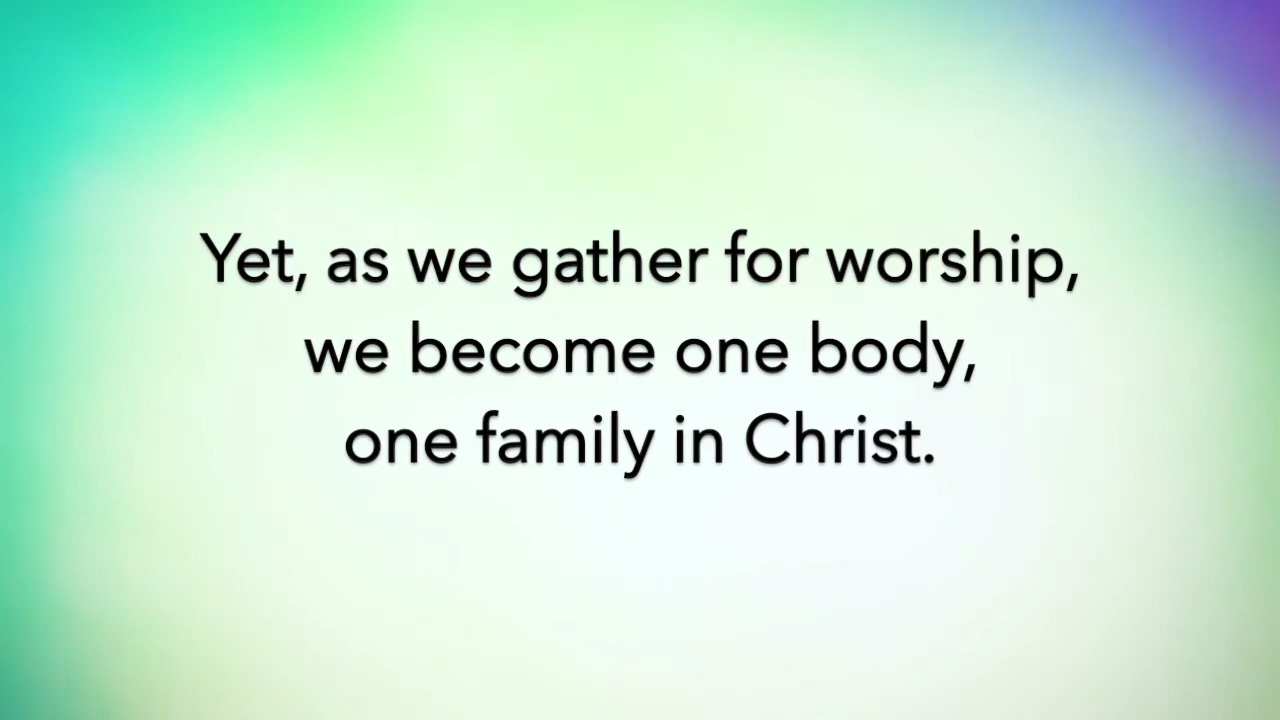 Yet, as we gather for worship,
we become one body,
one family in Christ.